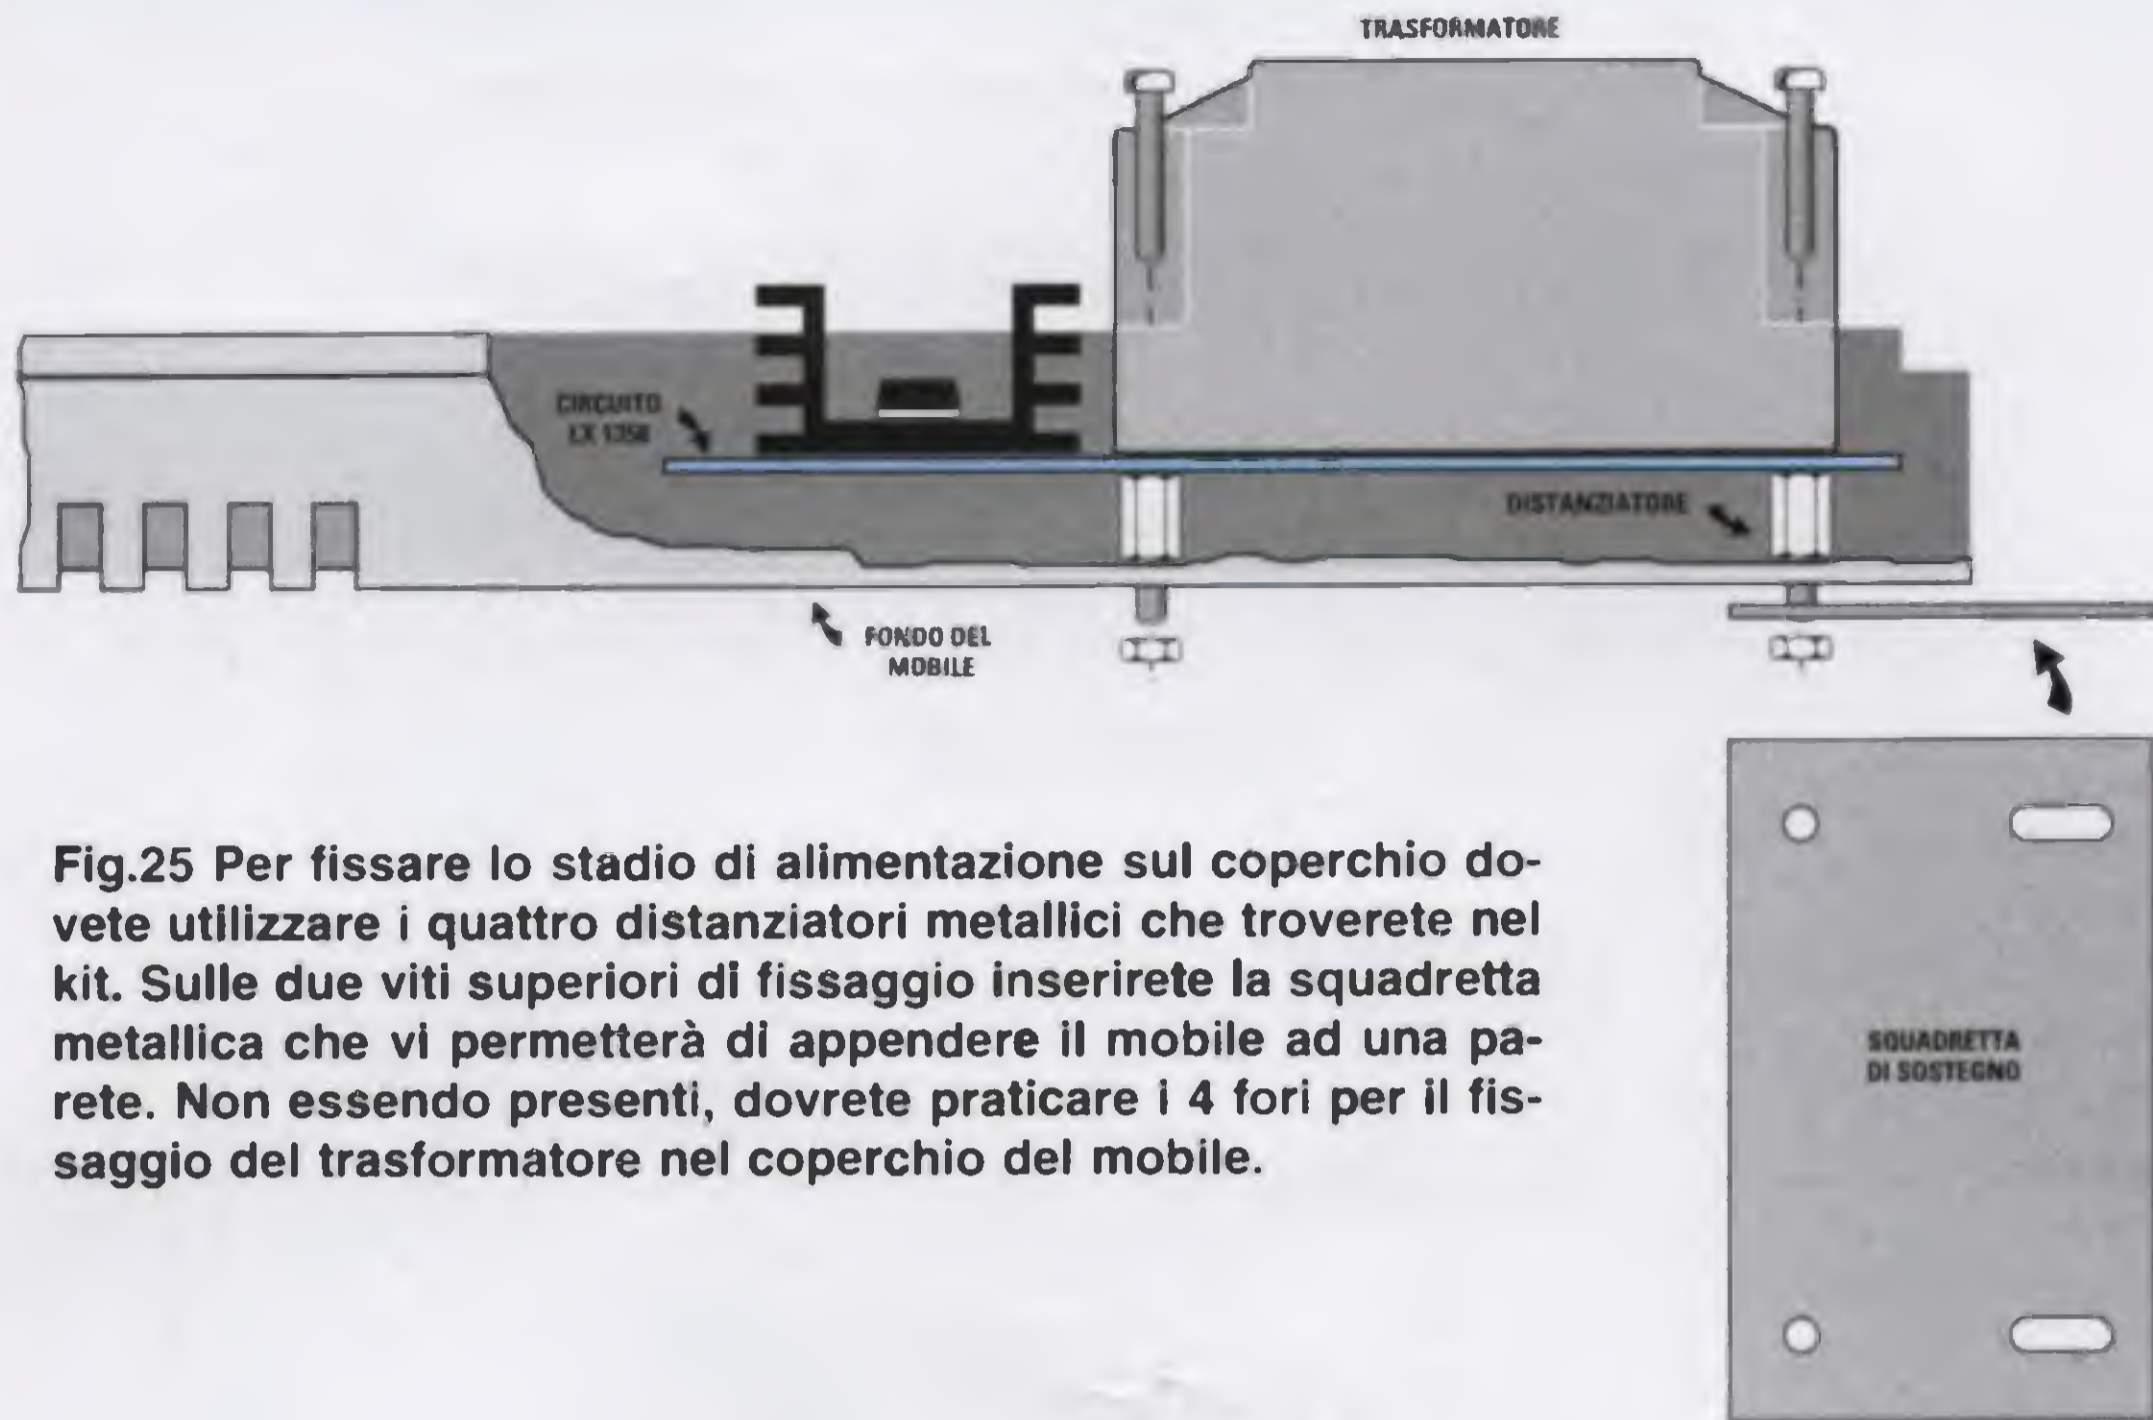 TRASFORMATORE
CIRCUITO
LX 1358
DISTANZIATORE
FONDO DEL
MOBILE
Fig.25 Per fissare lo stadio di alimentazione sul coperchio do-
vete utilizzare i quattro distanziatori metallici che troverete nel
kit. Sulle due viti superiori di fissaggio inserirete la squadretta
metallica che vi permetterà di appendere il mobile ad una pa-
rete. Non essendo presenti, dovrete praticare i 4 fori per il fis-
saggio del trasformatore nel coperchio del mobile.
SQUADRETTA
DI SOSTEGNO